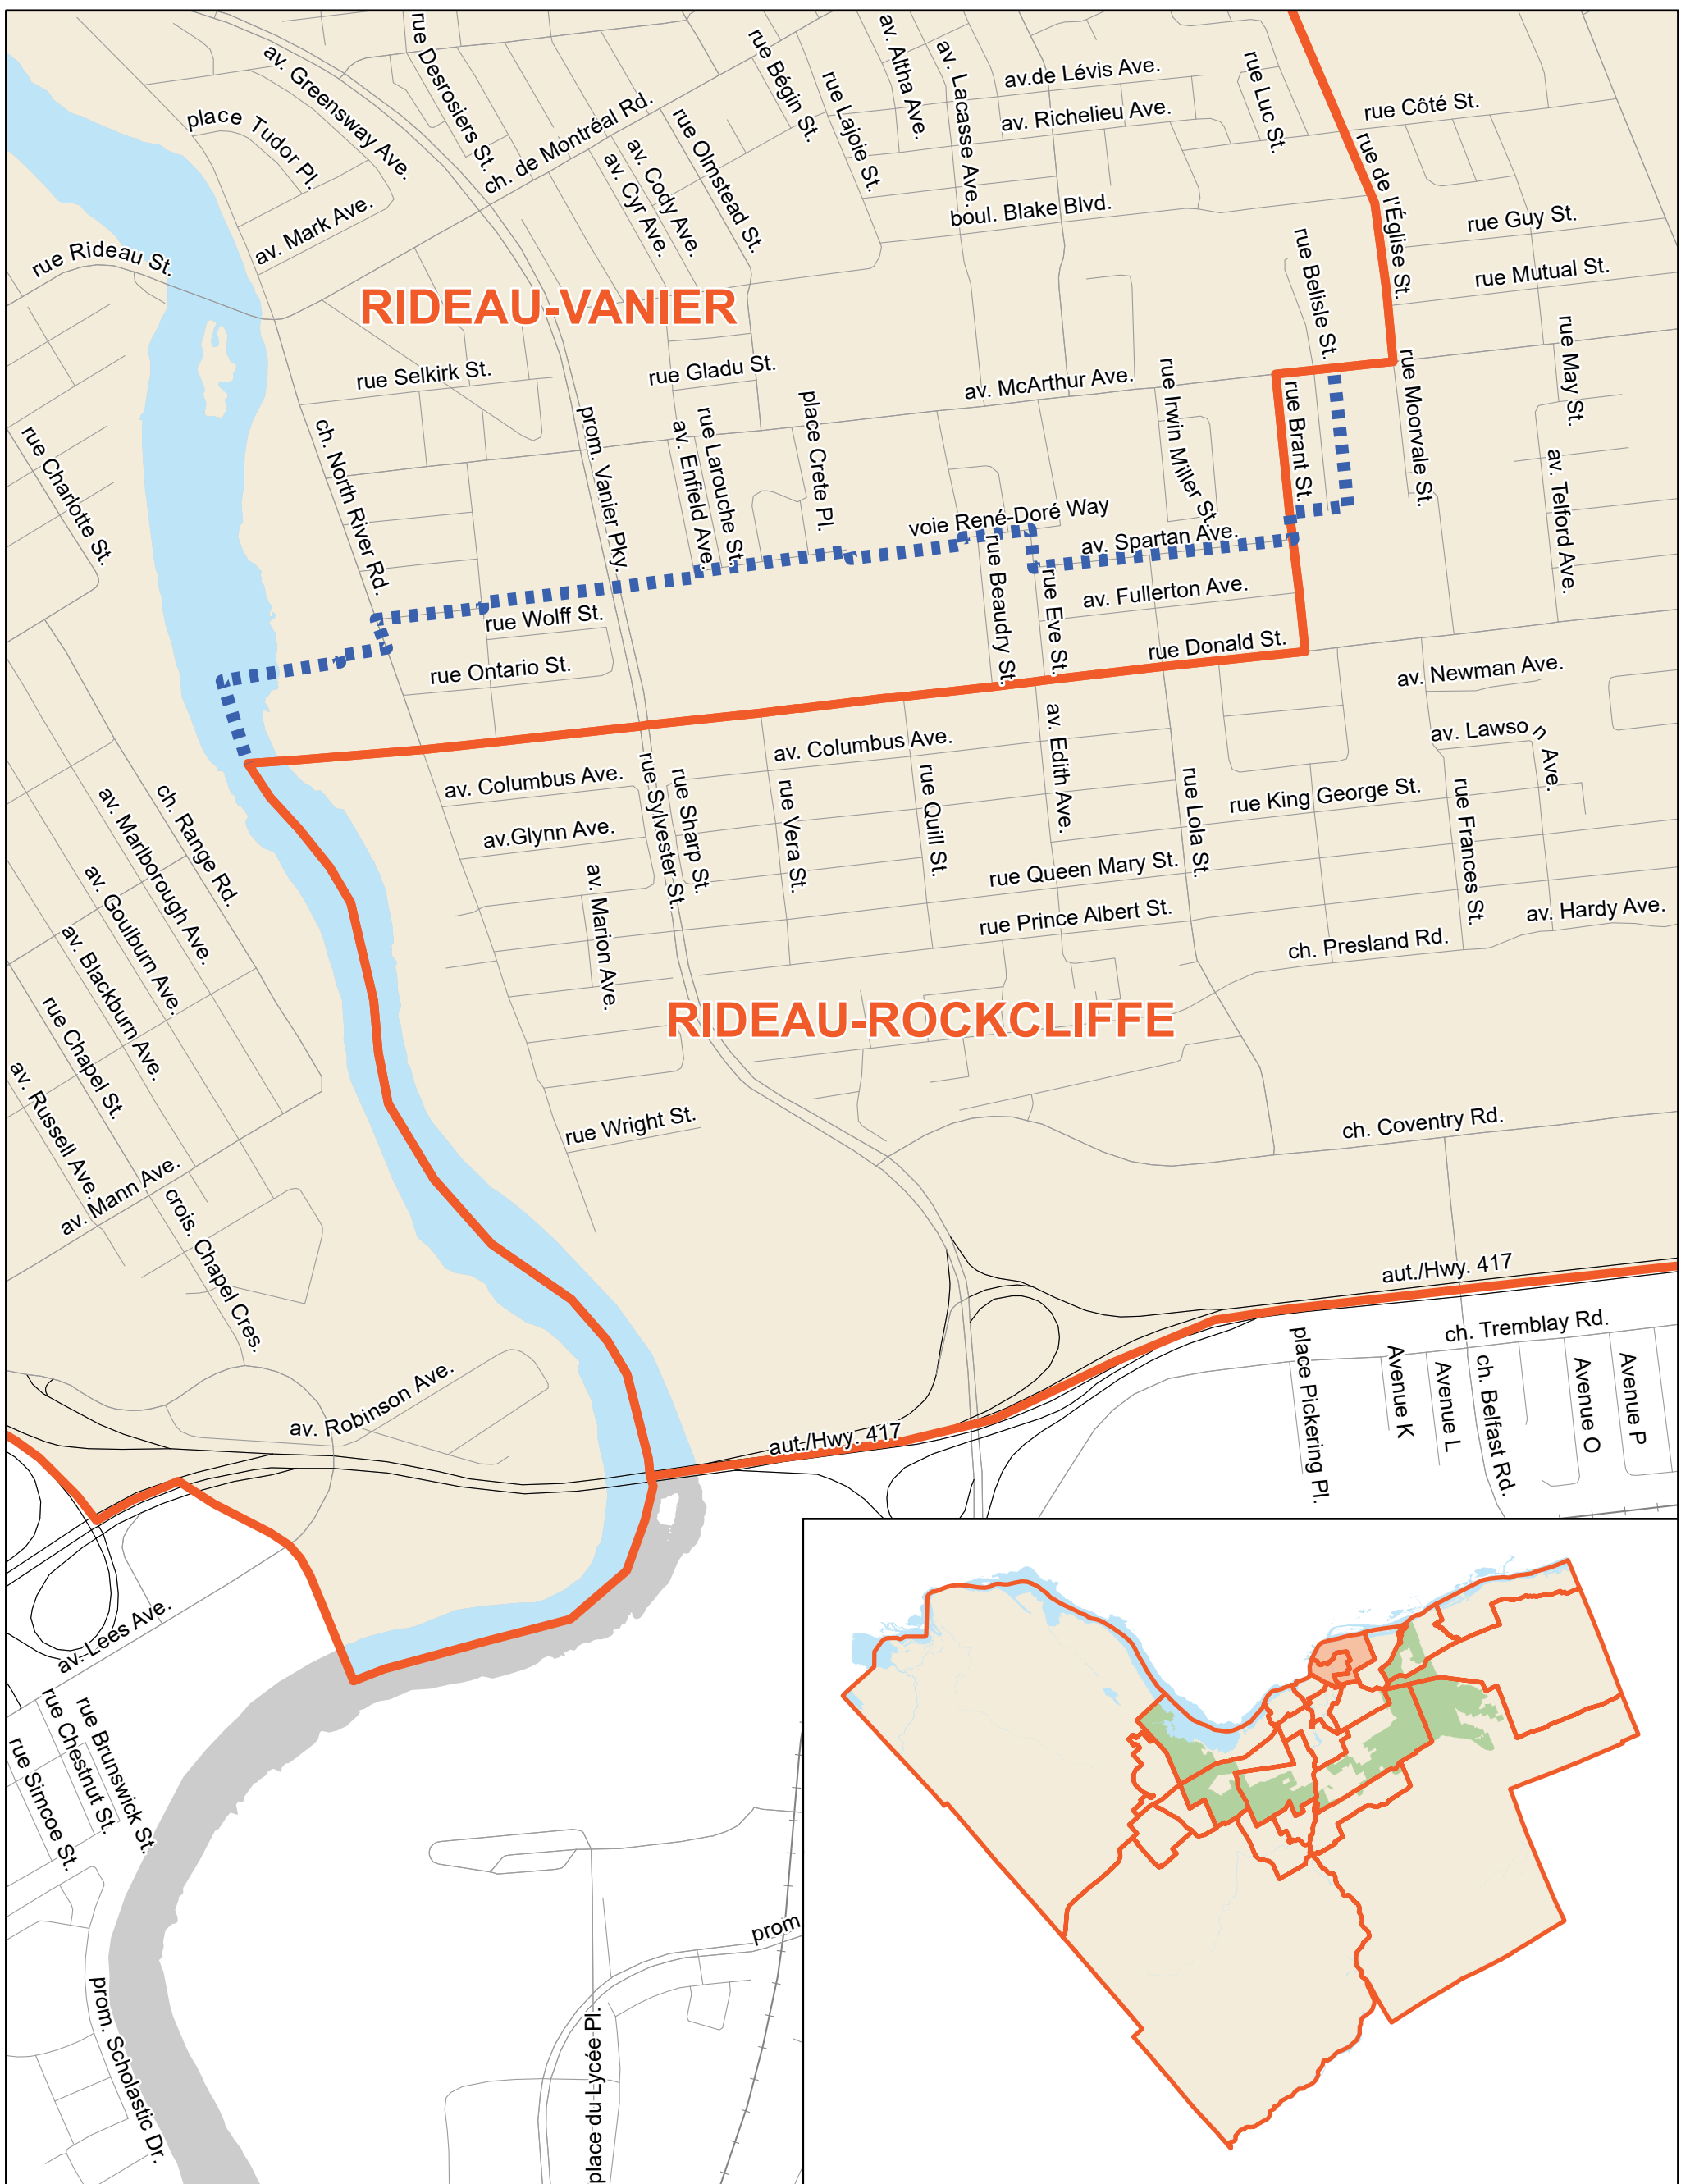 rue Desrosiers St.
av. Greensway Ave.
place Tudor Pl.
av. Mark Ave.
rue Rideau St.
ch. de Montréal Rd.
av. Cyr Ave.
av. Cody Ave.
rue Olmstead St.
rue Bégin St.
rue Lajoie St.
av. Altha Ave.
av. Lacasse Ave.
av.de Lévis Ave.
av. Richelieu Ave.
rue Luc St.
rue Côté St.
rue de l'Église St.
boul. Blake Blvd.
rue Guy St.
rue Mutual St.
rue Belisle St.
RIDEAU-VANIER
rue Selkirk St.
rue Gladu St.
av. McArthur Ave.
rue May St.
rue Moorvale St.
rue Brant St.
rue Irwin Miller St.
place Crete Pl.
rue Larouche St.
av. Enfield Ave.
prom. Vanier Pky.
ch. North River Rd.
rue Charlotte St.
voie René-Doré Way
av. Spartan Ave.
av. Telford Ave.
rue Beaudry St.
rue Eve St.
av. Fullerton Ave.
rue Wolff St.
rue Ontario St.
rue Donald St.
av. Newman Ave.
av. Lawson Ave.
av. Columbus Ave.
av. Columbus Ave.
av. Edith Ave.
rue Lola St.
rue King George St.
rue Frances St.
rue Quill St.
rue Vera St.
rue Sharp St.
rue Sylvester St.
av.Glynn Ave.
av. Marion Ave.
rue Queen Mary St.
rue Prince Albert St.
av. Hardy Ave.
ch. Presland Rd.
ch. Range Rd.
av. Marlborough Ave.
av. Goulburn Ave.
av. Blackburn Ave.
rue Chapel St.
av. Russell Ave.
av. Mann Ave.
crois. Chapel Cres.
RIDEAU-ROCKCLIFFE
rue Wright St.
ch. Coventry Rd.
aut./Hwy. 417
ch. Tremblay Rd.
place Pickering Pl.
Avenue K
Avenue L
ch. Belfast Rd.
Avenue O
Avenue P
av. Robinson Ave.
aut./Hwy. 417
av. Lees Ave.
rue Brunswick St.
rue Chestnut St.
rue Simcoe St.
prom. Scholastic Dr.
place du Lycée Pl.
prom